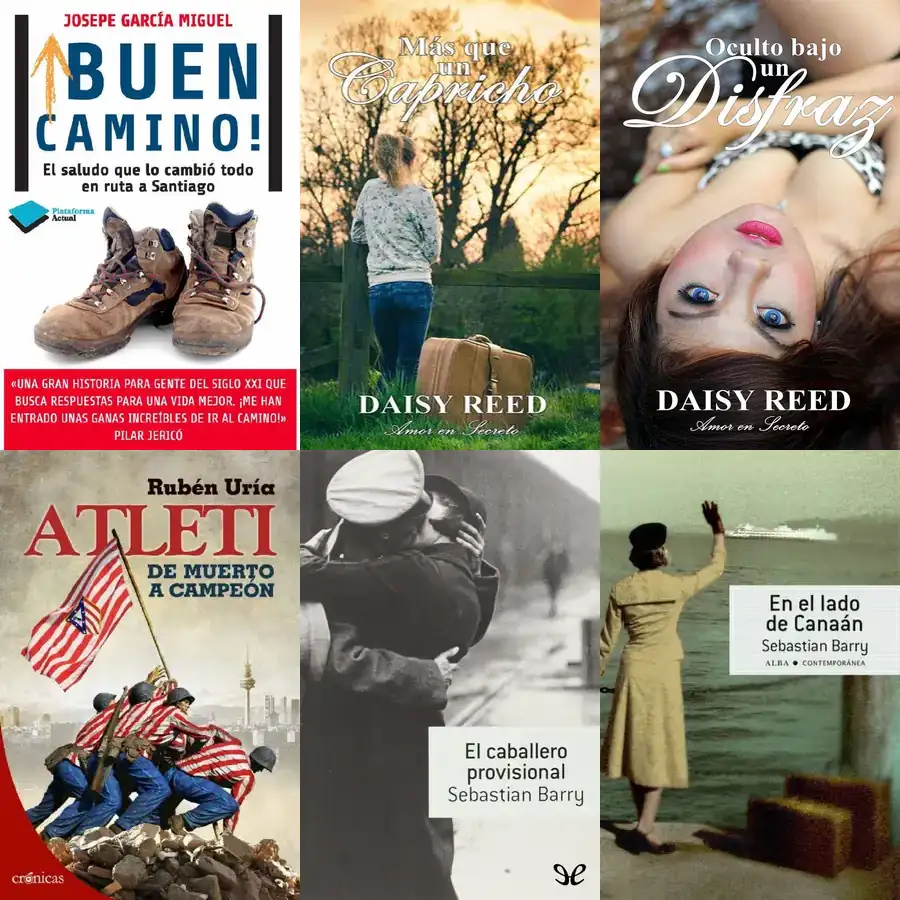 JOSEPE GARCÍA MIGUEL
¡BUEN
CAMINO!
El saludo que lo cambió todo
en ruta a Santiago
Plataforma
Actual
«UNA GRAN HISTORIA PARA GENTE DEL SIGLO XXI QUE
BUSCA RESPUESTAS PARA UNA VIDA MEJOR. ¡ME HAN
ENTRADO UNAS GANAS INCREÍBLES DE IR AL CAMINO!»
PILAR JERICÓ
Más que
un
Capricho
DAISY REED
Amor en Secreto
Oculto bajo
un
Disfraz
DAISY REED
Amor en Secreto
Rubén Uría
ATLETI
DE MUERTO
A CAMPEÓN
crónicas
El caballero
provisional
Sebastian Barry
En el lado
de Canaán
Sebastian Barry
ALBA • CONTEMPORÁNEA